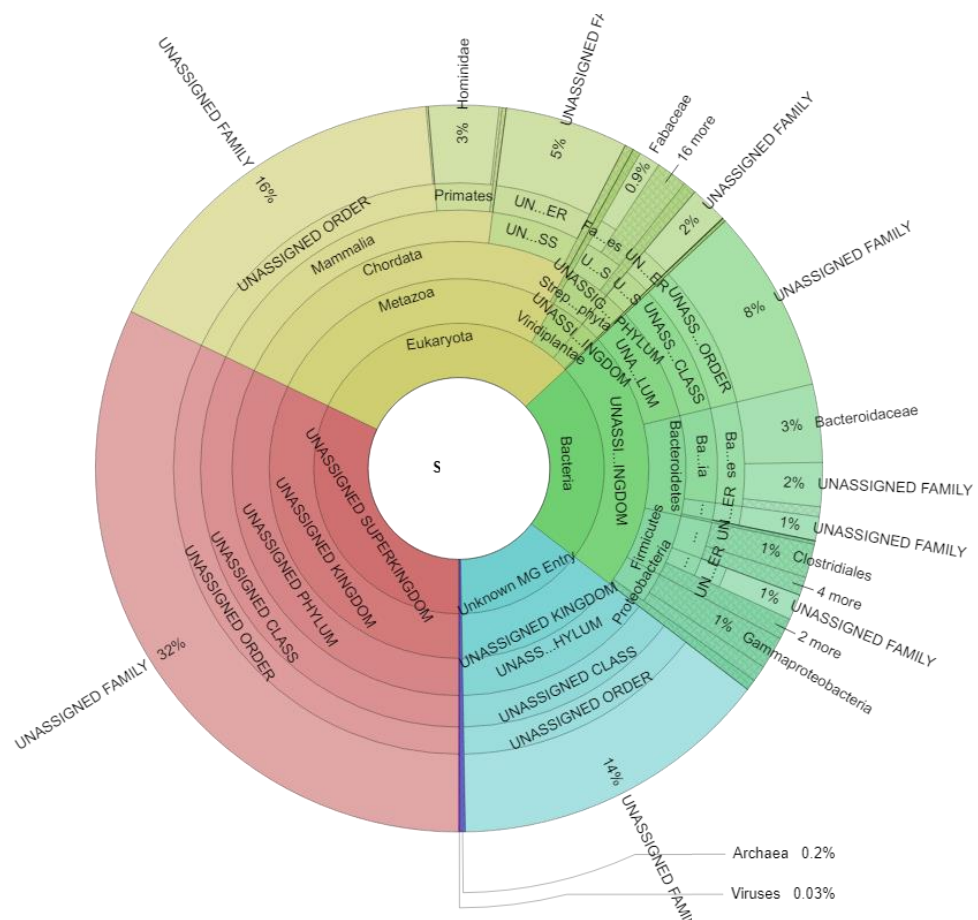 UNASSIGNED FAMILY 16%
Hominidae
3%
UNASSIGNED FA
5%
Fabaceae
0.9%
16 more
UNASSIGNED FAMILY
2%
UNASSIGNED FAMILY
8%
Primates
UN...ER
UN...SS
Fa...es
U...S
UN...ER
U...S
UNASSIGNED ORDER
Mammalia
Chordata
Metazoa
Eukaryota
UNASSIG...PHYLUM
Strep...phyta
UNASSI...INGDOM
Viridiplantae
UNASS...ORDER
UNASS...CLASS
UNA...LUM
UNASSI...INGDOM
Bacteria
S
Bacteroidetes
Ba...ia
Ba...es
3% Bacteroidaceae
2% UNASSIGNED FAMILY
1% UNASSIGNED FAMILY
...
UN...ER
Firmicutes
...
1% Clostridiales
4 more
Proteobacteria
...
UN...ER
1% UNASSIGNED FAMILY
2 more
1% Gammaproteobacteria
UNASSIGNED SUPERKINGDOM
UNASSIGNED KINGDOM
UNASSIGNED PHYLUM
UNASSIGNED CLASS
UNASSIGNED ORDER
UNASSIGNED FAMILY 32%
Unknown MG Entry
UNASSIGNED KINGDOM
UNASS...HYLUM
UNASSIGNED CLASS
UNASSIGNED ORDER
14% UNASSIGNED FAMIL
Archaea 0.2%
Viruses 0.03%